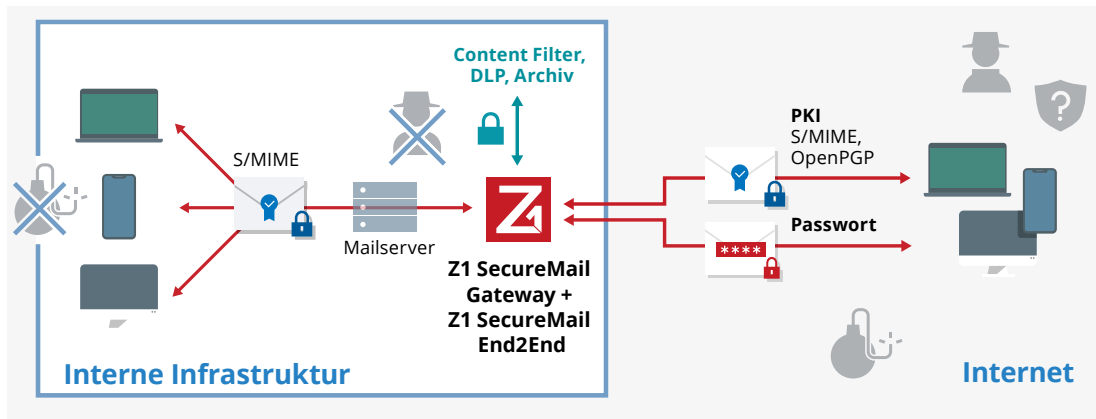 Content Filter,
DLP, Archiv
S/MIME
Mailserver
Z1
Z1 SecureMail
Gateway +
Z1 SecureMail
End2End
Interne Infrastruktur
PKI
S/MIME,
OpenPGP
Passwort
****
?
Internet